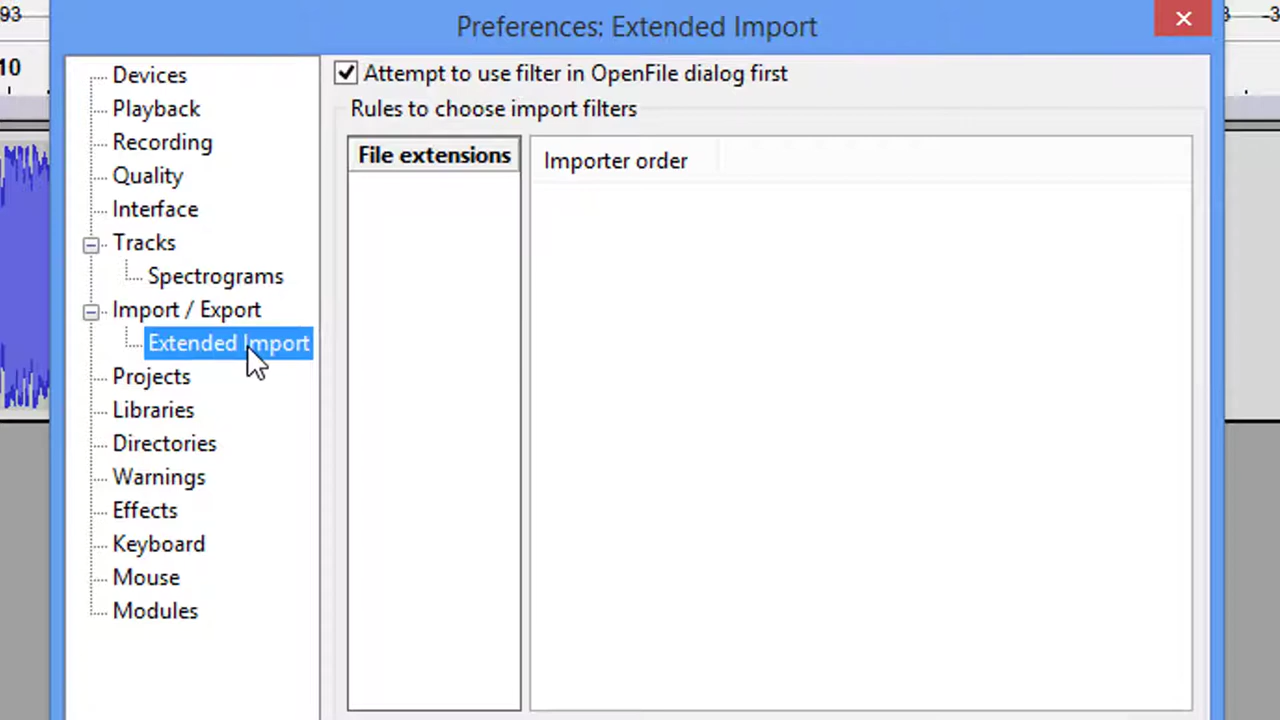 93
10
Preferences: Extended Import
Devices
Playback
Recording
Quality
Interface
Tracks
Spectrograms
Import / Export
Extended Import
Projects
Libraries
Directories
Warnings
Effects
Keyboard
Mouse
Modules
Attempt to use filter in OpenFile dialog first
Rules to choose import filters
File extensions
Importer order